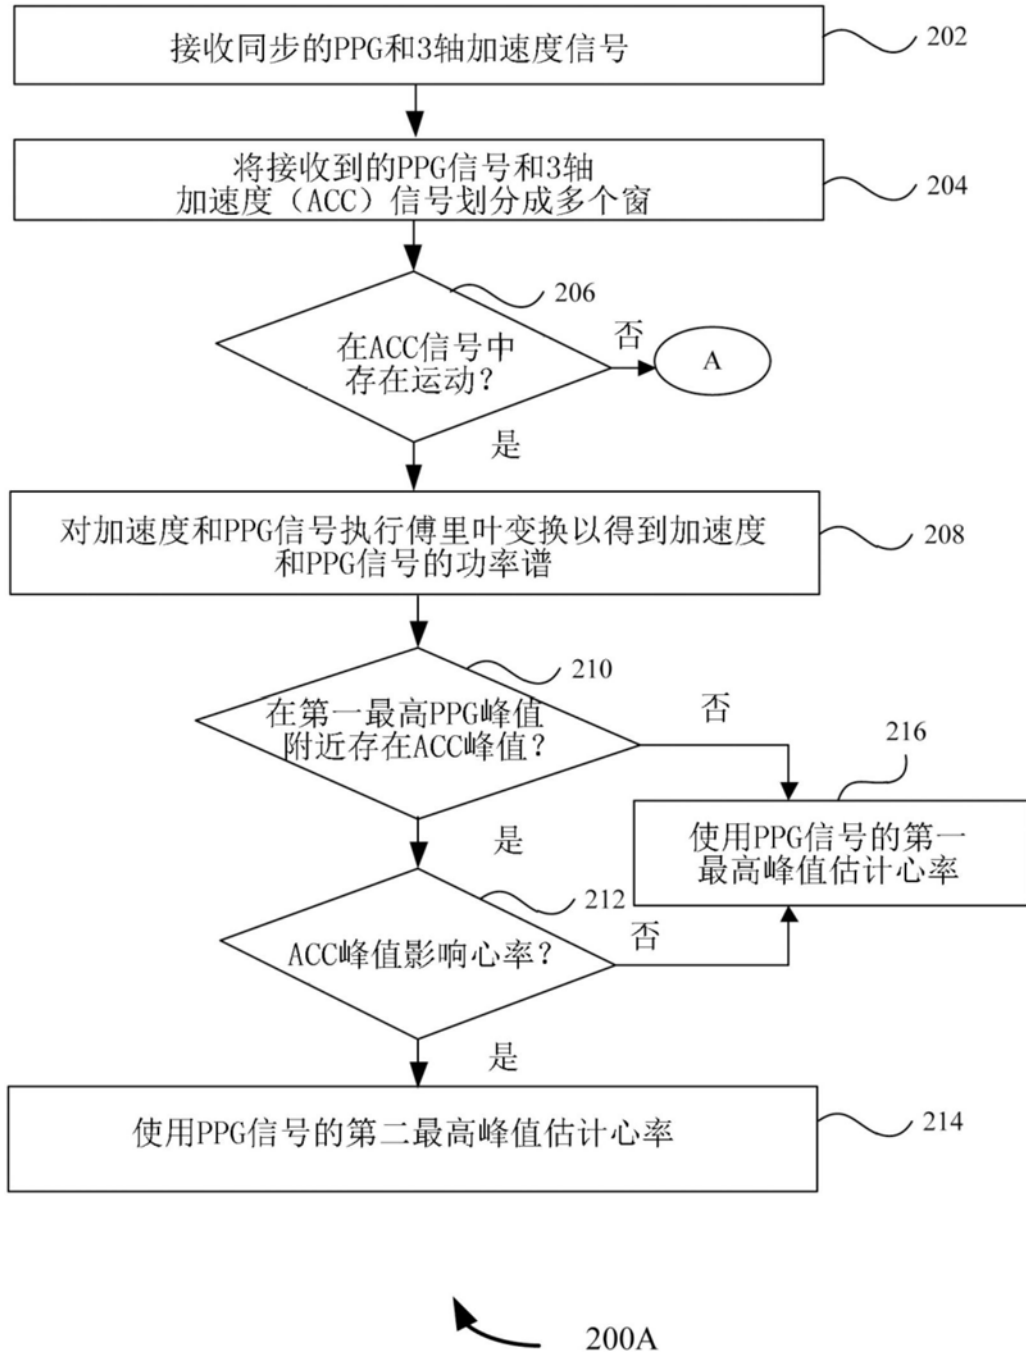 接收同步的PPG和3轴加速度信号
202
将接收到的PPG信号和3轴
加速度（ACC）信号划分成多个窗
204
206
在ACC信号中
存在运动？
否
A
是
对加速度和PPG信号执行傅里叶变换以得到加速度
和PPG信号的功率谱
208
210
在第一最高PPG峰值
附近存在ACC峰值？
否
216
是
使用PPG信号的第一
最高峰值估计心率
212
ACC峰值影响心率？
否
是
使用PPG信号的第二最高峰值估计心率
214
200A